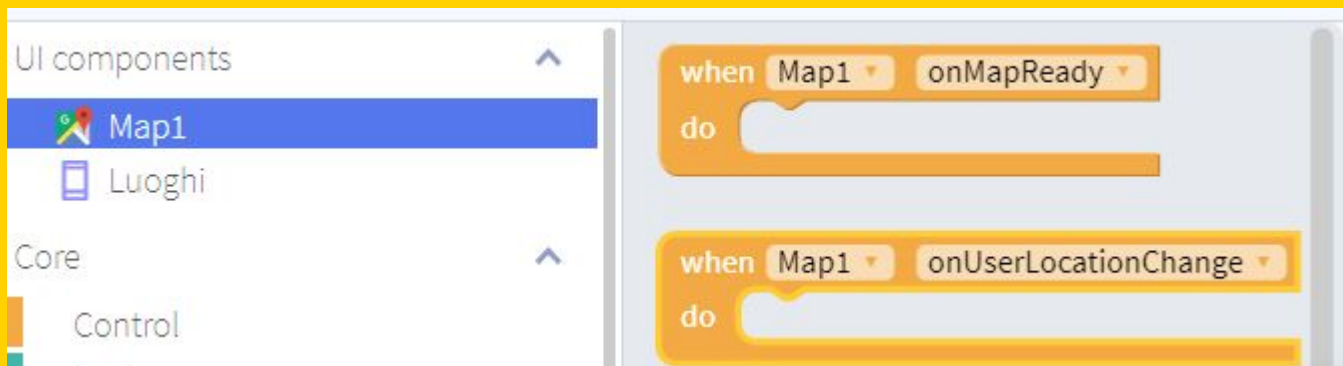 UI components
Map1
Luoghi
Core
Control
when Map1 onMapReady
do
when Map1 onUserLocationChange
do